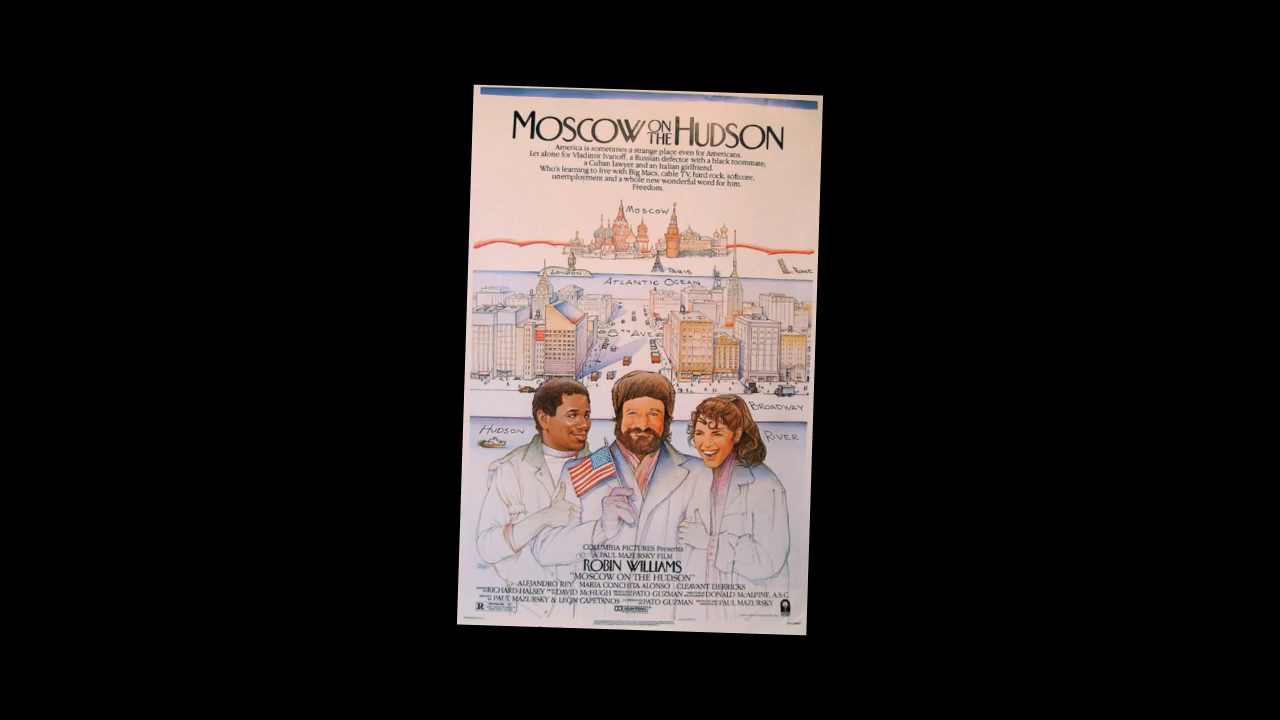 MOSCOW ON THE HUDSON
America is sometimes a strange place even for Americans.
Let alone for Vladimir Ivanoff, a Russian defector with a black roommate,
a Cuban lawyer and an Italian girlfriend.
Who's learning to live with Big Macs, cable TV, hard rock, softcore,
unemployment and a whole new wonderful word for him.
Freedom.
MOSCOW
LONDON
PARIS
ROME
ATLANTIC OCEAN
5TH AVE
BROADWAY
HUDSON
RIVER
COLUMBIA PICTURES Presents
A PAUL MAZURSKY FILM
ROBIN WILLIAMS
"MOSCOW ON THE HUDSON"
ALEJANDRO REY MARIA CONCHITA ALONSO CLEAVANT DERRICKS
RICHARD HALSEY DAVID McHUGH PATO GUZMAN DONALD McALPINE, A.S.C.
PAUL MAZURSKY & LEON CAPETANOS PATO GUZMAN PAUL MAZURSKY
R